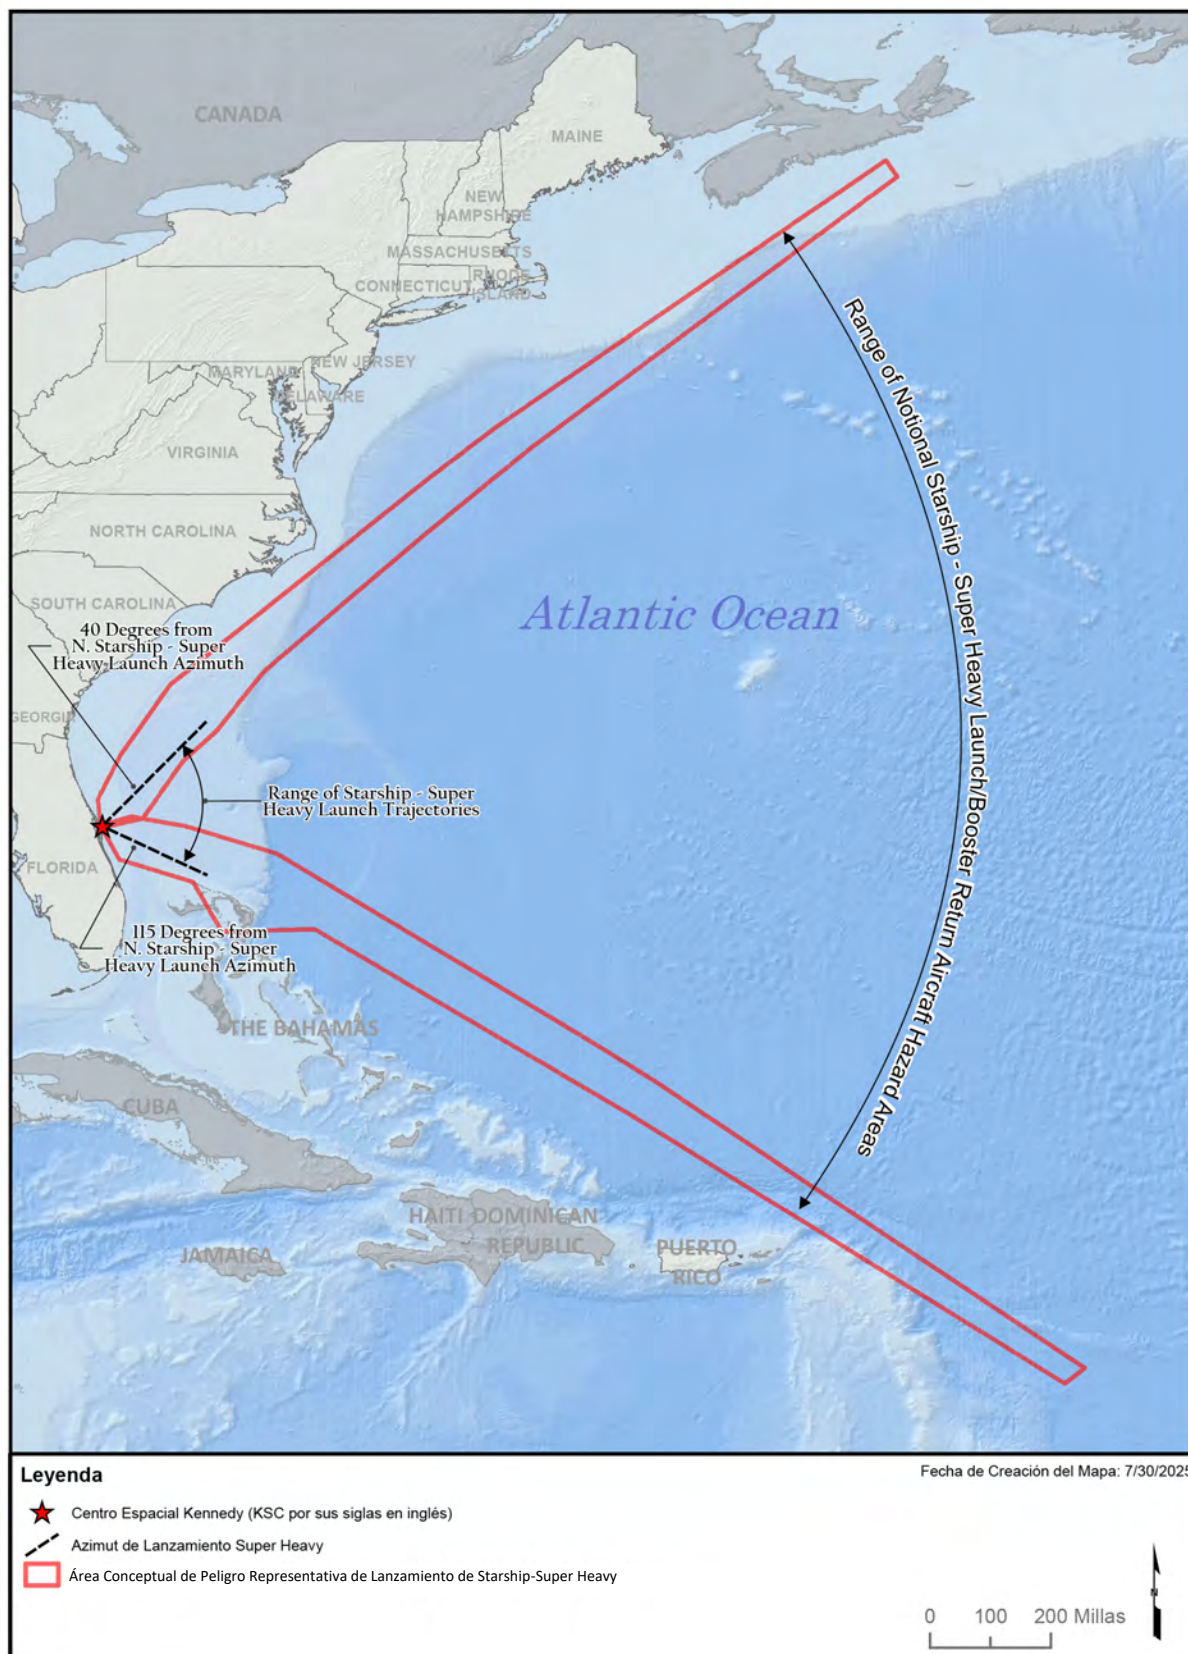 CANADA
MAINE
NEW
HAMPSHIRE
MASSACHUSETTS
CONNECTICUT
RHODE
ISLAND
NEW JERSEY
MARYLAND
DELAWARE
VIRGINIA
NORTH CAROLINA
SOUTH CAROLINA
40 Degrees from
N. Starship - Super
Heavy Launch Azimuth
GEORGIA
Atlantic Ocean
Range of Notional Starship - Super Heavy Launch/Booster Return Aircraft Hazard Areas
Range of Starship - Super
Heavy Launch Trajectories
FLORIDA
115 Degrees from
N. Starship - Super
Heavy Launch Azimuth
THE BAHAMAS
CUBA
HAITI
DOMINICAN
REPUBLIC
JAMAICA
PUERTO
RICO
Leyenda
Fecha de Creación del Mapa: 7/30/2025
Centro Espacial Kennedy (KSC por sus siglas en inglés)
Azimut de Lanzamiento Super Heavy
Área Conceptual de Peligro Representativa de Lanzamiento de Starship-Super Heavy
N
0 100 200 Millas